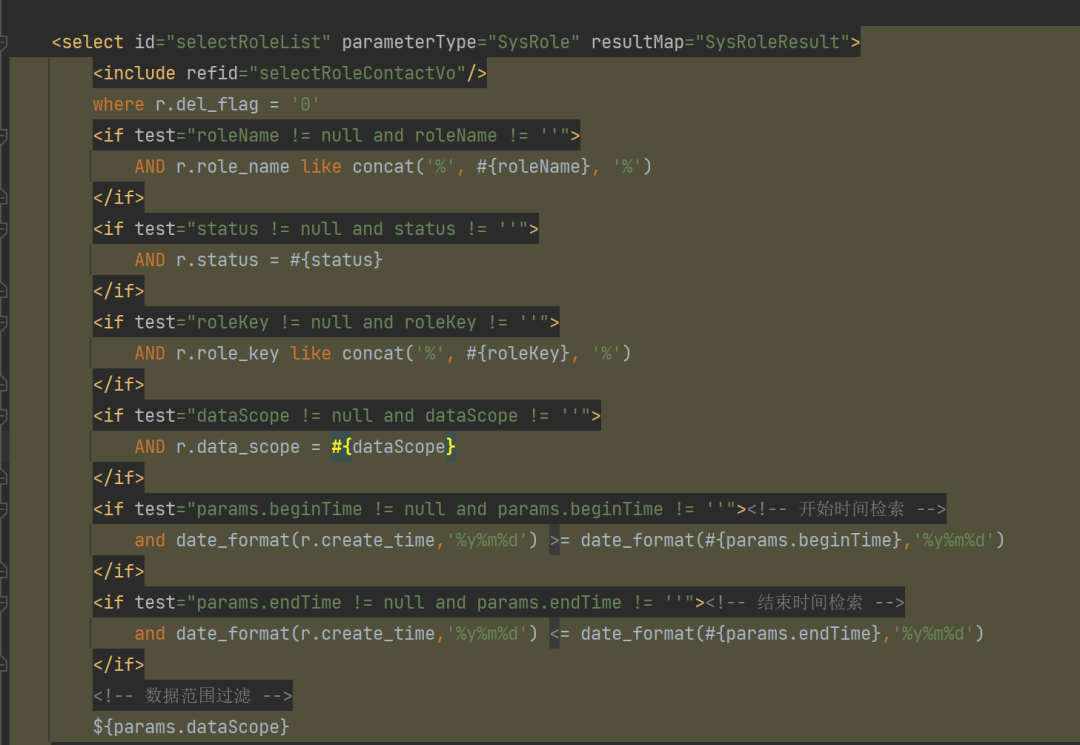 <select id="selectRoleList" parameterType="SysRole" resultMap="SysRoleResult">
<include refid="selectRoleContactVo"/>
where r.del_flag = '0'
<if test="roleName != null and roleName != ''">
AND r.role_name like concat('%', #{roleName}, '%')
</if>
<if test="status != null and status != ''">
AND r.status = #{status}
</if>
<if test="roleKey != null and roleKey != ''">
AND r.role_key like concat('%', #{roleKey}, '%')
</if>
<if test="dataScope != null and dataScope != ''">
AND r.data_scope = #{dataScope}
</if>
<if test="params.beginTime != null and params.beginTime != ''"><!-- 开始时间检索 -->
and date_format(r.create_time,'%y%m%d') >= date_format(#{params.beginTime},'%y%m%d')
</if>
<if test="params.endTime != null and params.endTime != ''"><!-- 结束时间检索 -->
and date_format(r.create_time,'%y%m%d') <= date_format(#{params.endTime},'%y%m%d')
</if>
<!-- 数据范围过滤 -->
${params.dataScope}